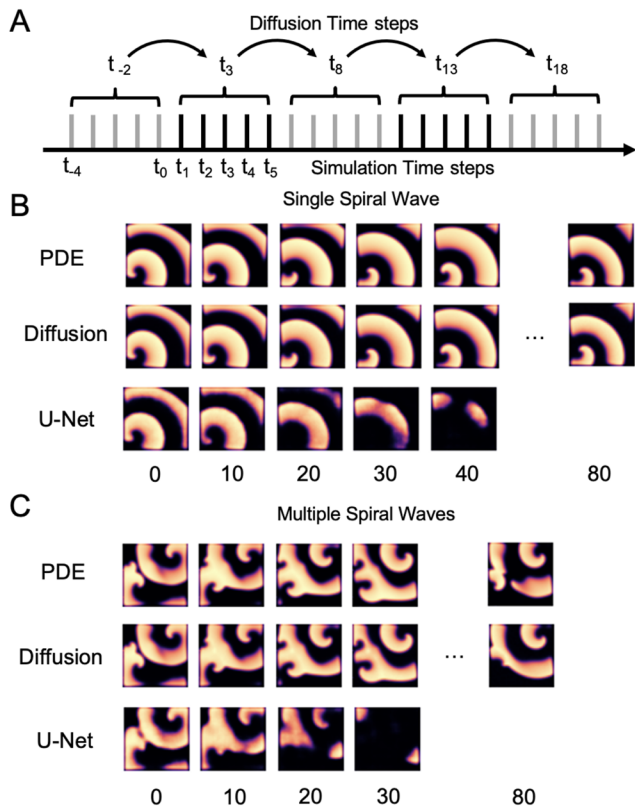 A
Diffusion Time steps
t-2 t3 t8 t13 t18
t-4 t0 t1 t2 t3 t4 t5
Simulation Time steps
B
Single Spiral Wave
PDE
Diffusion
...
U-Net
0 10 20 30 40 80
C
Multiple Spiral Waves
PDE
Diffusion
...
U-Net
0 10 20 30 80